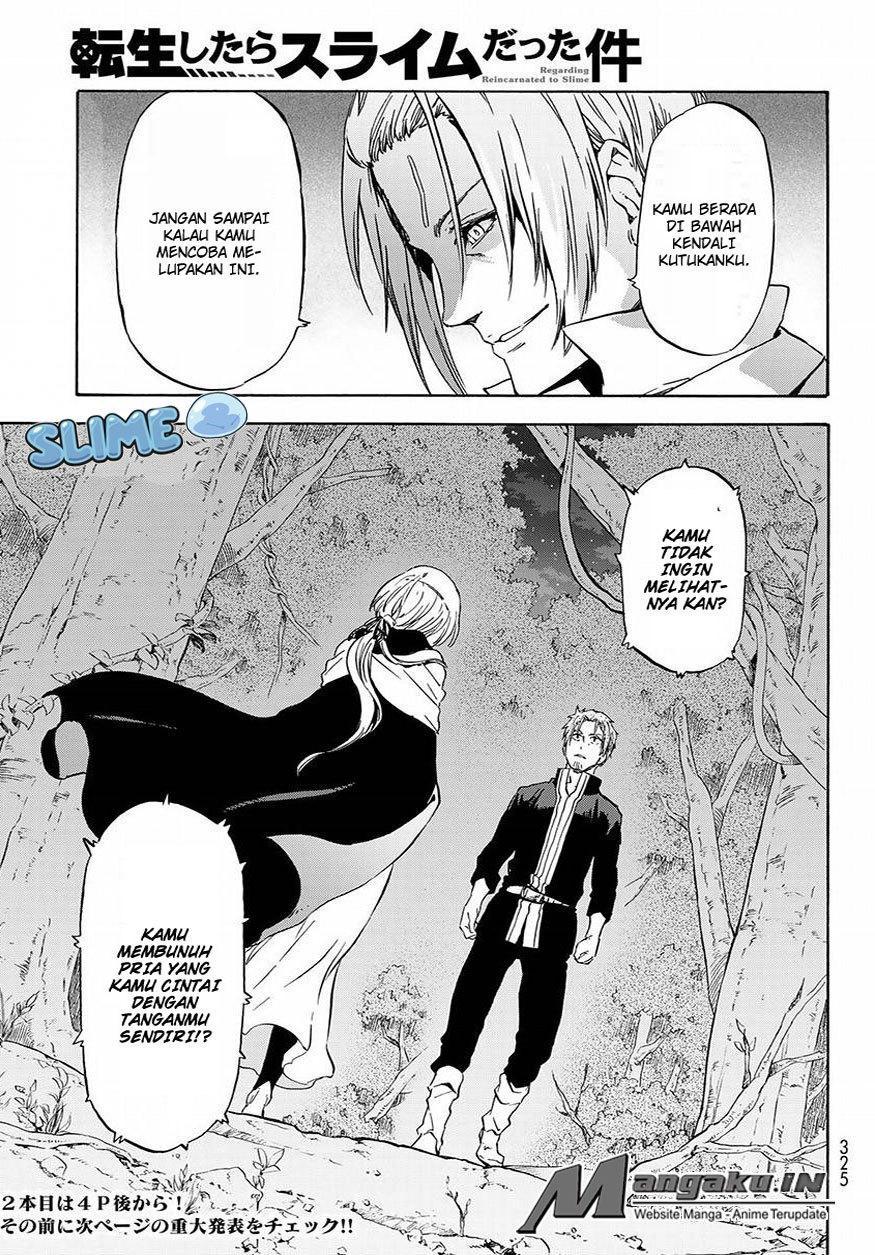 転生したらスライムだった件
Regarding
Reincarnated to Slime
KAMU BERADA
DI BAWAH
KENDALI
KUTUKANKU.
JANGAN SAMPAI
KALAU KAMU
MENCOBA ME-
LUPAKAN INI.
SLIME
KAMU
TIDAK
INGIN
MELIHAT-
NYA KAN?
KAMU
MEMBUNUH
PRIA YANG
KAMU CINTAI
DENGAN
TANGANMU
SENDIRI!?
325
2本目は4P後から!
その前に次ページの重大発表をチェック!!
Mangaku.in
Website Manga - Anime Terupdate